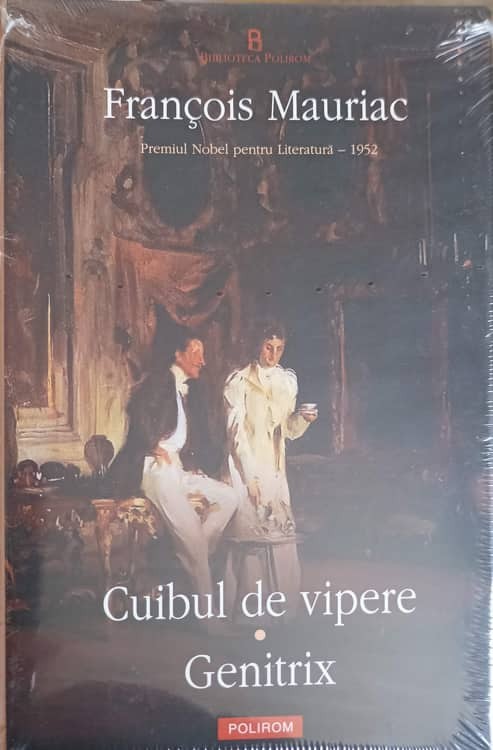 B
BIBLIOTECA POLIROM
François Mauriac
Premiul Nobel pentru Literatură – 1952
Cuibul de vipere
•
Genitrix
POLIROM